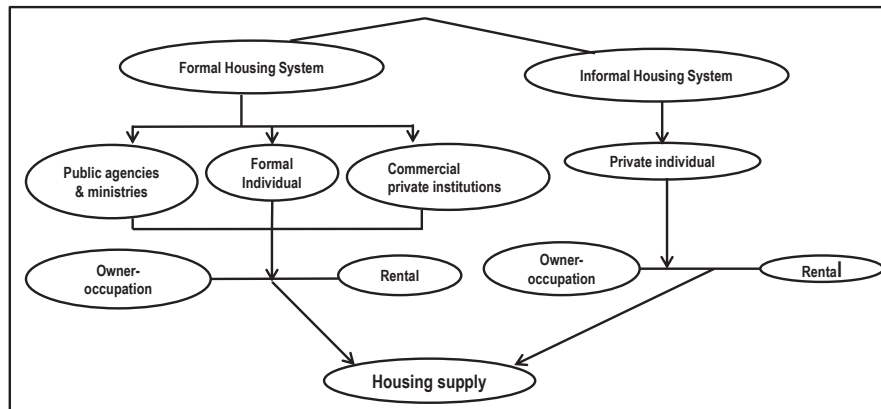 Formal Housing System
Informal Housing System
Public agencies
& ministries
Formal
Individual
Commercial
private institutions
Private individual
Owner-
occupation
Rental
Owner-
occupation
Rental
Housing supply